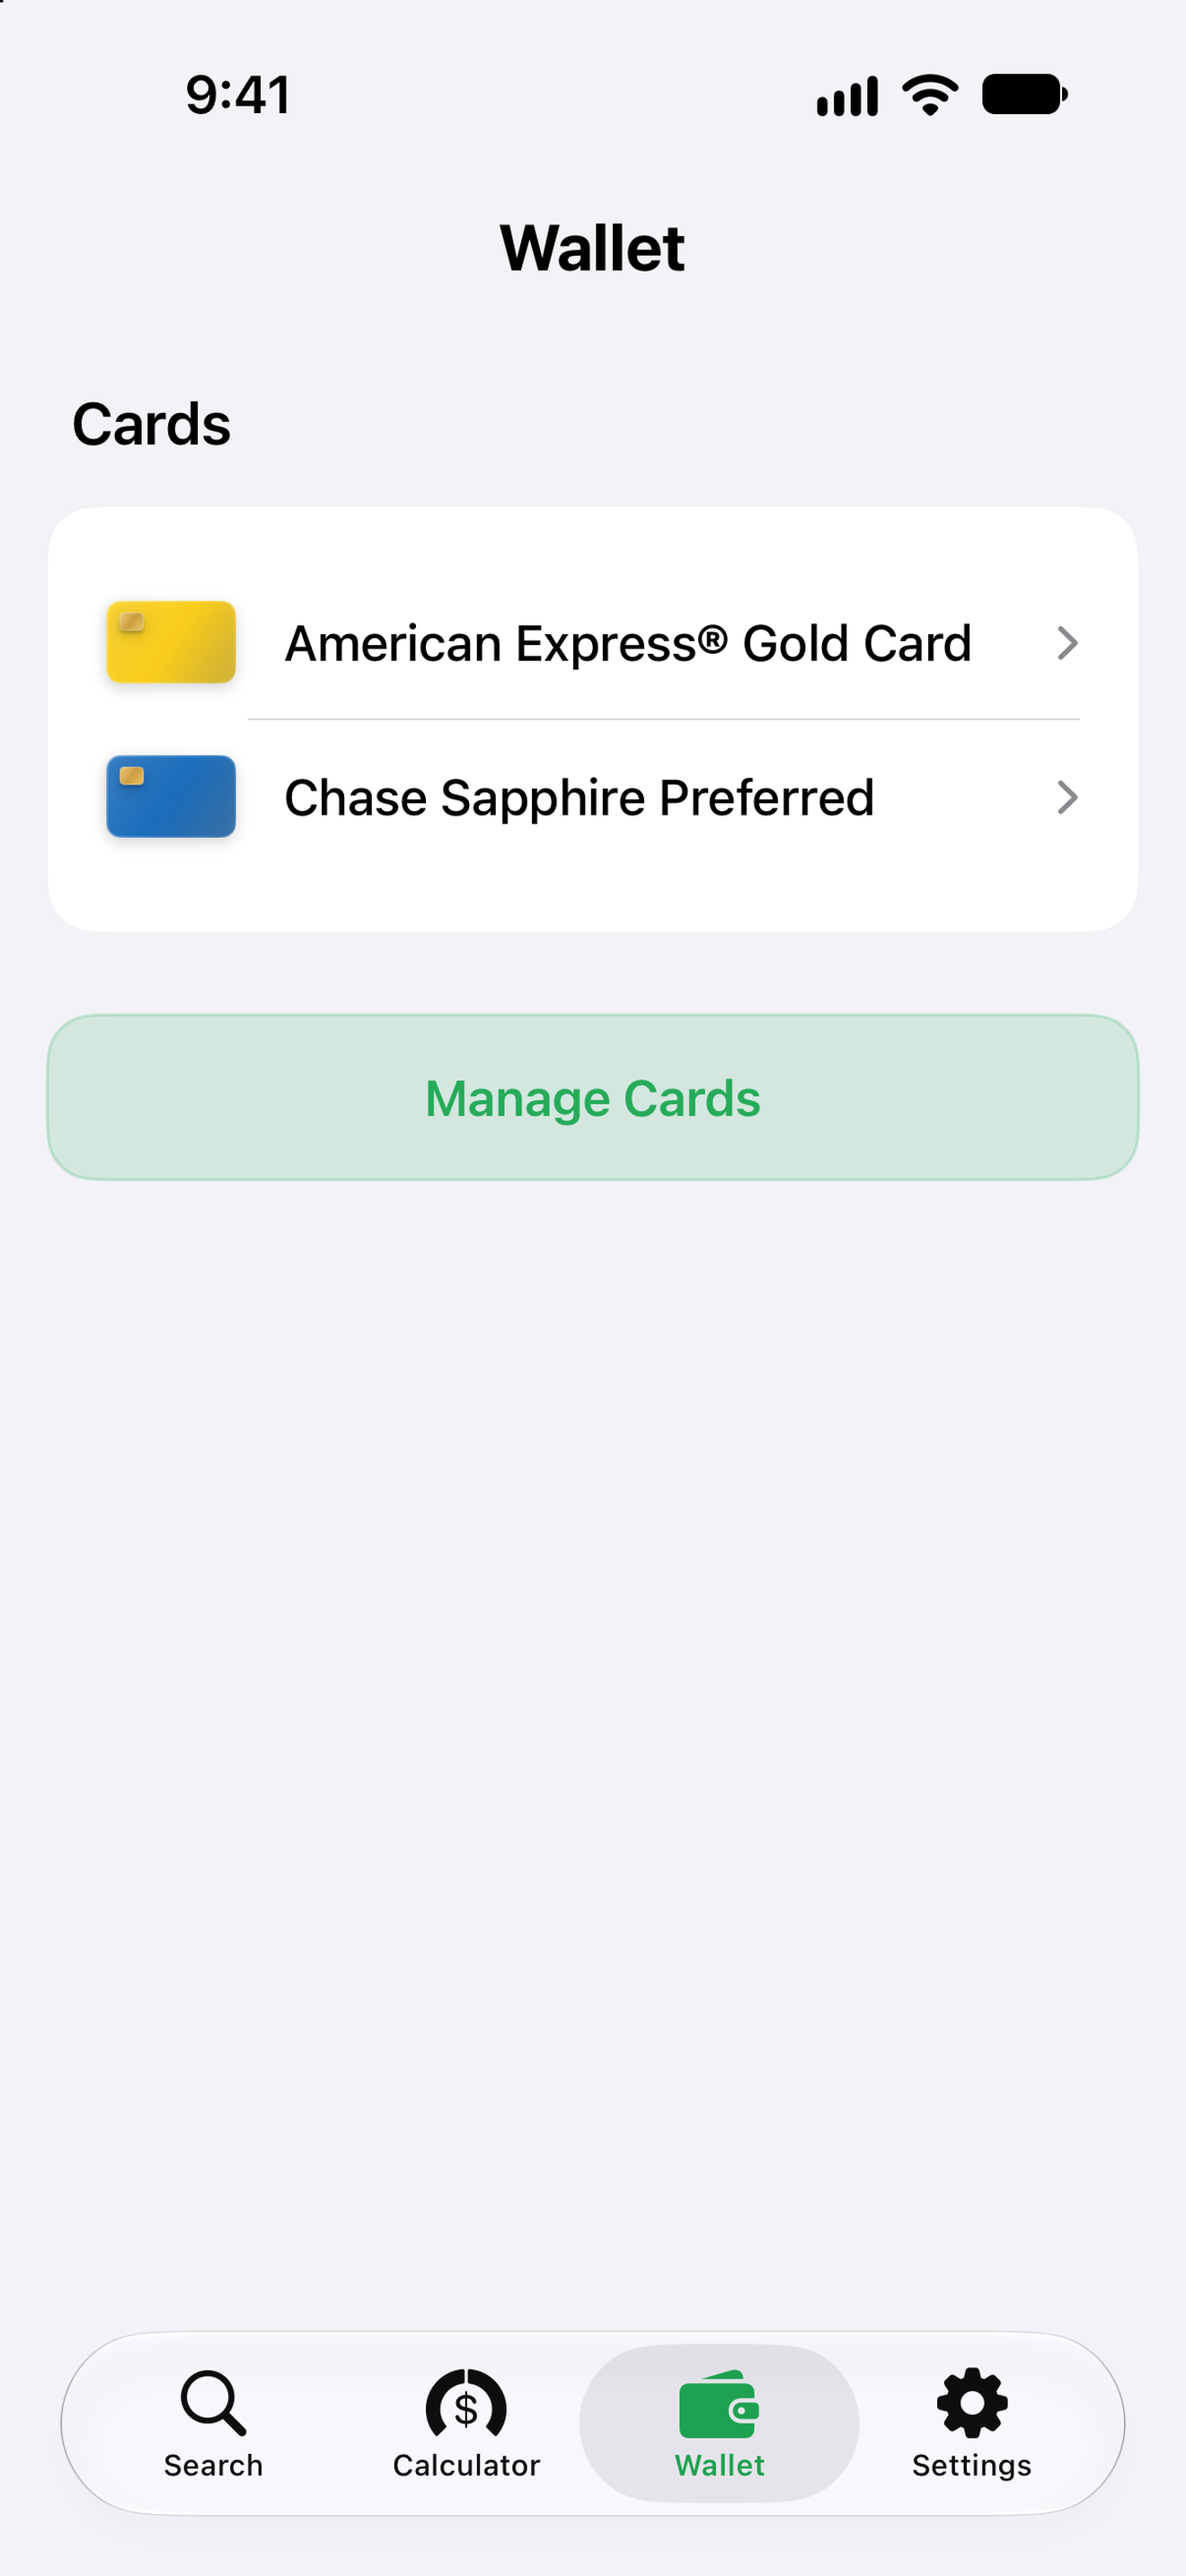 9:41
Wallet
Cards
American Express® Gold Card
Chase Sapphire Preferred
Manage Cards
$
Search Calculator Wallet Settings